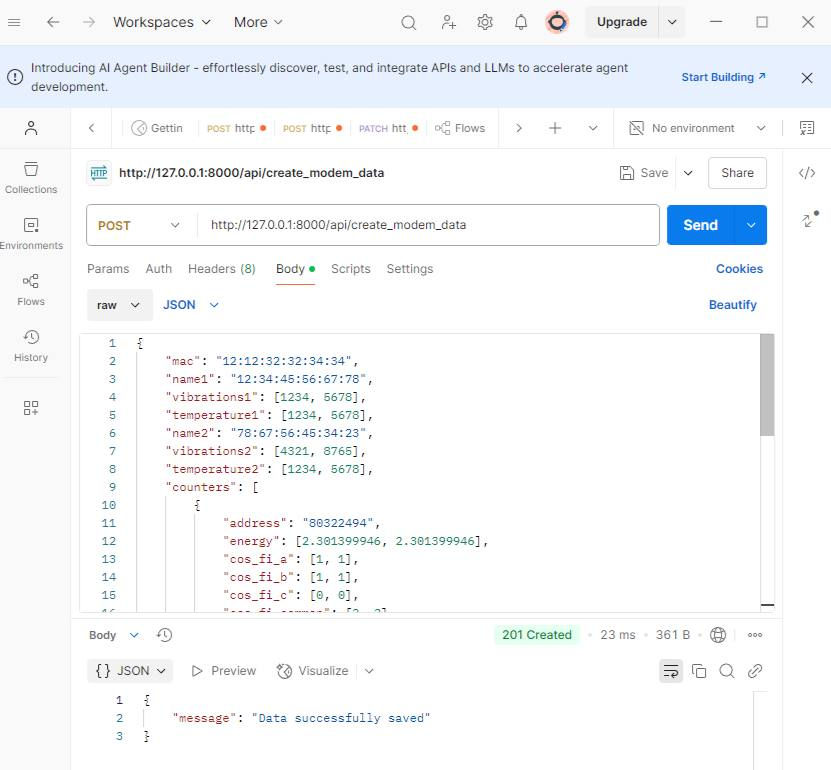 Workspaces More Upgrade
Introducing AI Agent Builder - effortlessly discover, test, and integrate APIs and LLMs to accelerate agent
development.
Start Building
Gettin POST http POST http PATCH htt Flows No environment
Collections
Environments
Flows
History
HTTP http://127.0.0.1:8000/api/create_modem_data Save Share
POST http://127.0.0.1:8000/api/create_modem_data Send
Params Auth Headers (8) Body Scripts Settings Cookies
raw JSON Beautify
1 {
2 "mac": "12:12:32:32:34:34",
3 "name1": "12:34:45:56:67:78",
4 "vibrations1": [1234, 5678],
5 "temperature1": [1234, 5678],
6 "name2": "78:67:56:45:34:23",
7 "vibrations2": [4321, 8765],
8 "temperature2": [1234, 5678],
9 "counters": [
10 {
11 "address": "80322494",
12 "energy": [2.301399946, 2.301399946],
13 "cos_fi_a": [1, 1],
14 "cos_fi_b": [1, 1],
15 "cos_fi_c": [0, 0],
Body 201 Created 23 ms 361 B
{} JSON Preview Visualize
1 {
2 "message": "Data successfully saved"
3 }